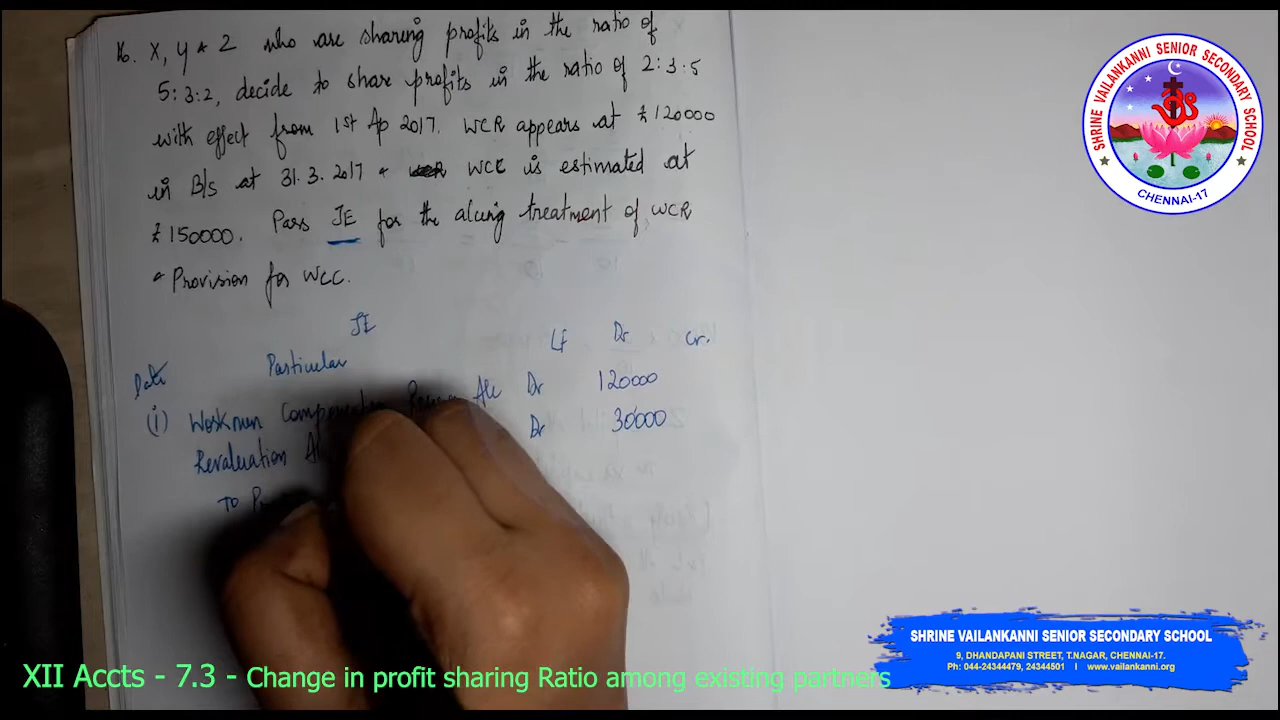 16. X, Y & Z who are sharing profits in the ratio of
5:3:2, decide to share profits in the ratio of 2:3:5
with effect from 1st Ap 2017. WCR appears at ₹120000
in B/S at 31.3.2017 & WCC is estimated at
₹150000. Pass JE for the acing treatment of WCR
& Provision for WCC.
JE
Date Particular LF Dr Cr.
(i) Workmen Compensation Reserve A/c Dr 120000
Revaluation Dr 30000
To
SHRINE VAILANKANNI SENIOR SECONDARY SCHOOL
CHENNAI-17
SHRINE VAILANKANNI SENIOR SECONDARY SCHOOL
9, DHANDAPANI STREET, T.NAGAR, CHENNAI-17.
Ph: 044-24344479, 24344501 I www.vailankanni.org
XII Accts - 7.3 - Change in profit sharing Ratio among existing partners